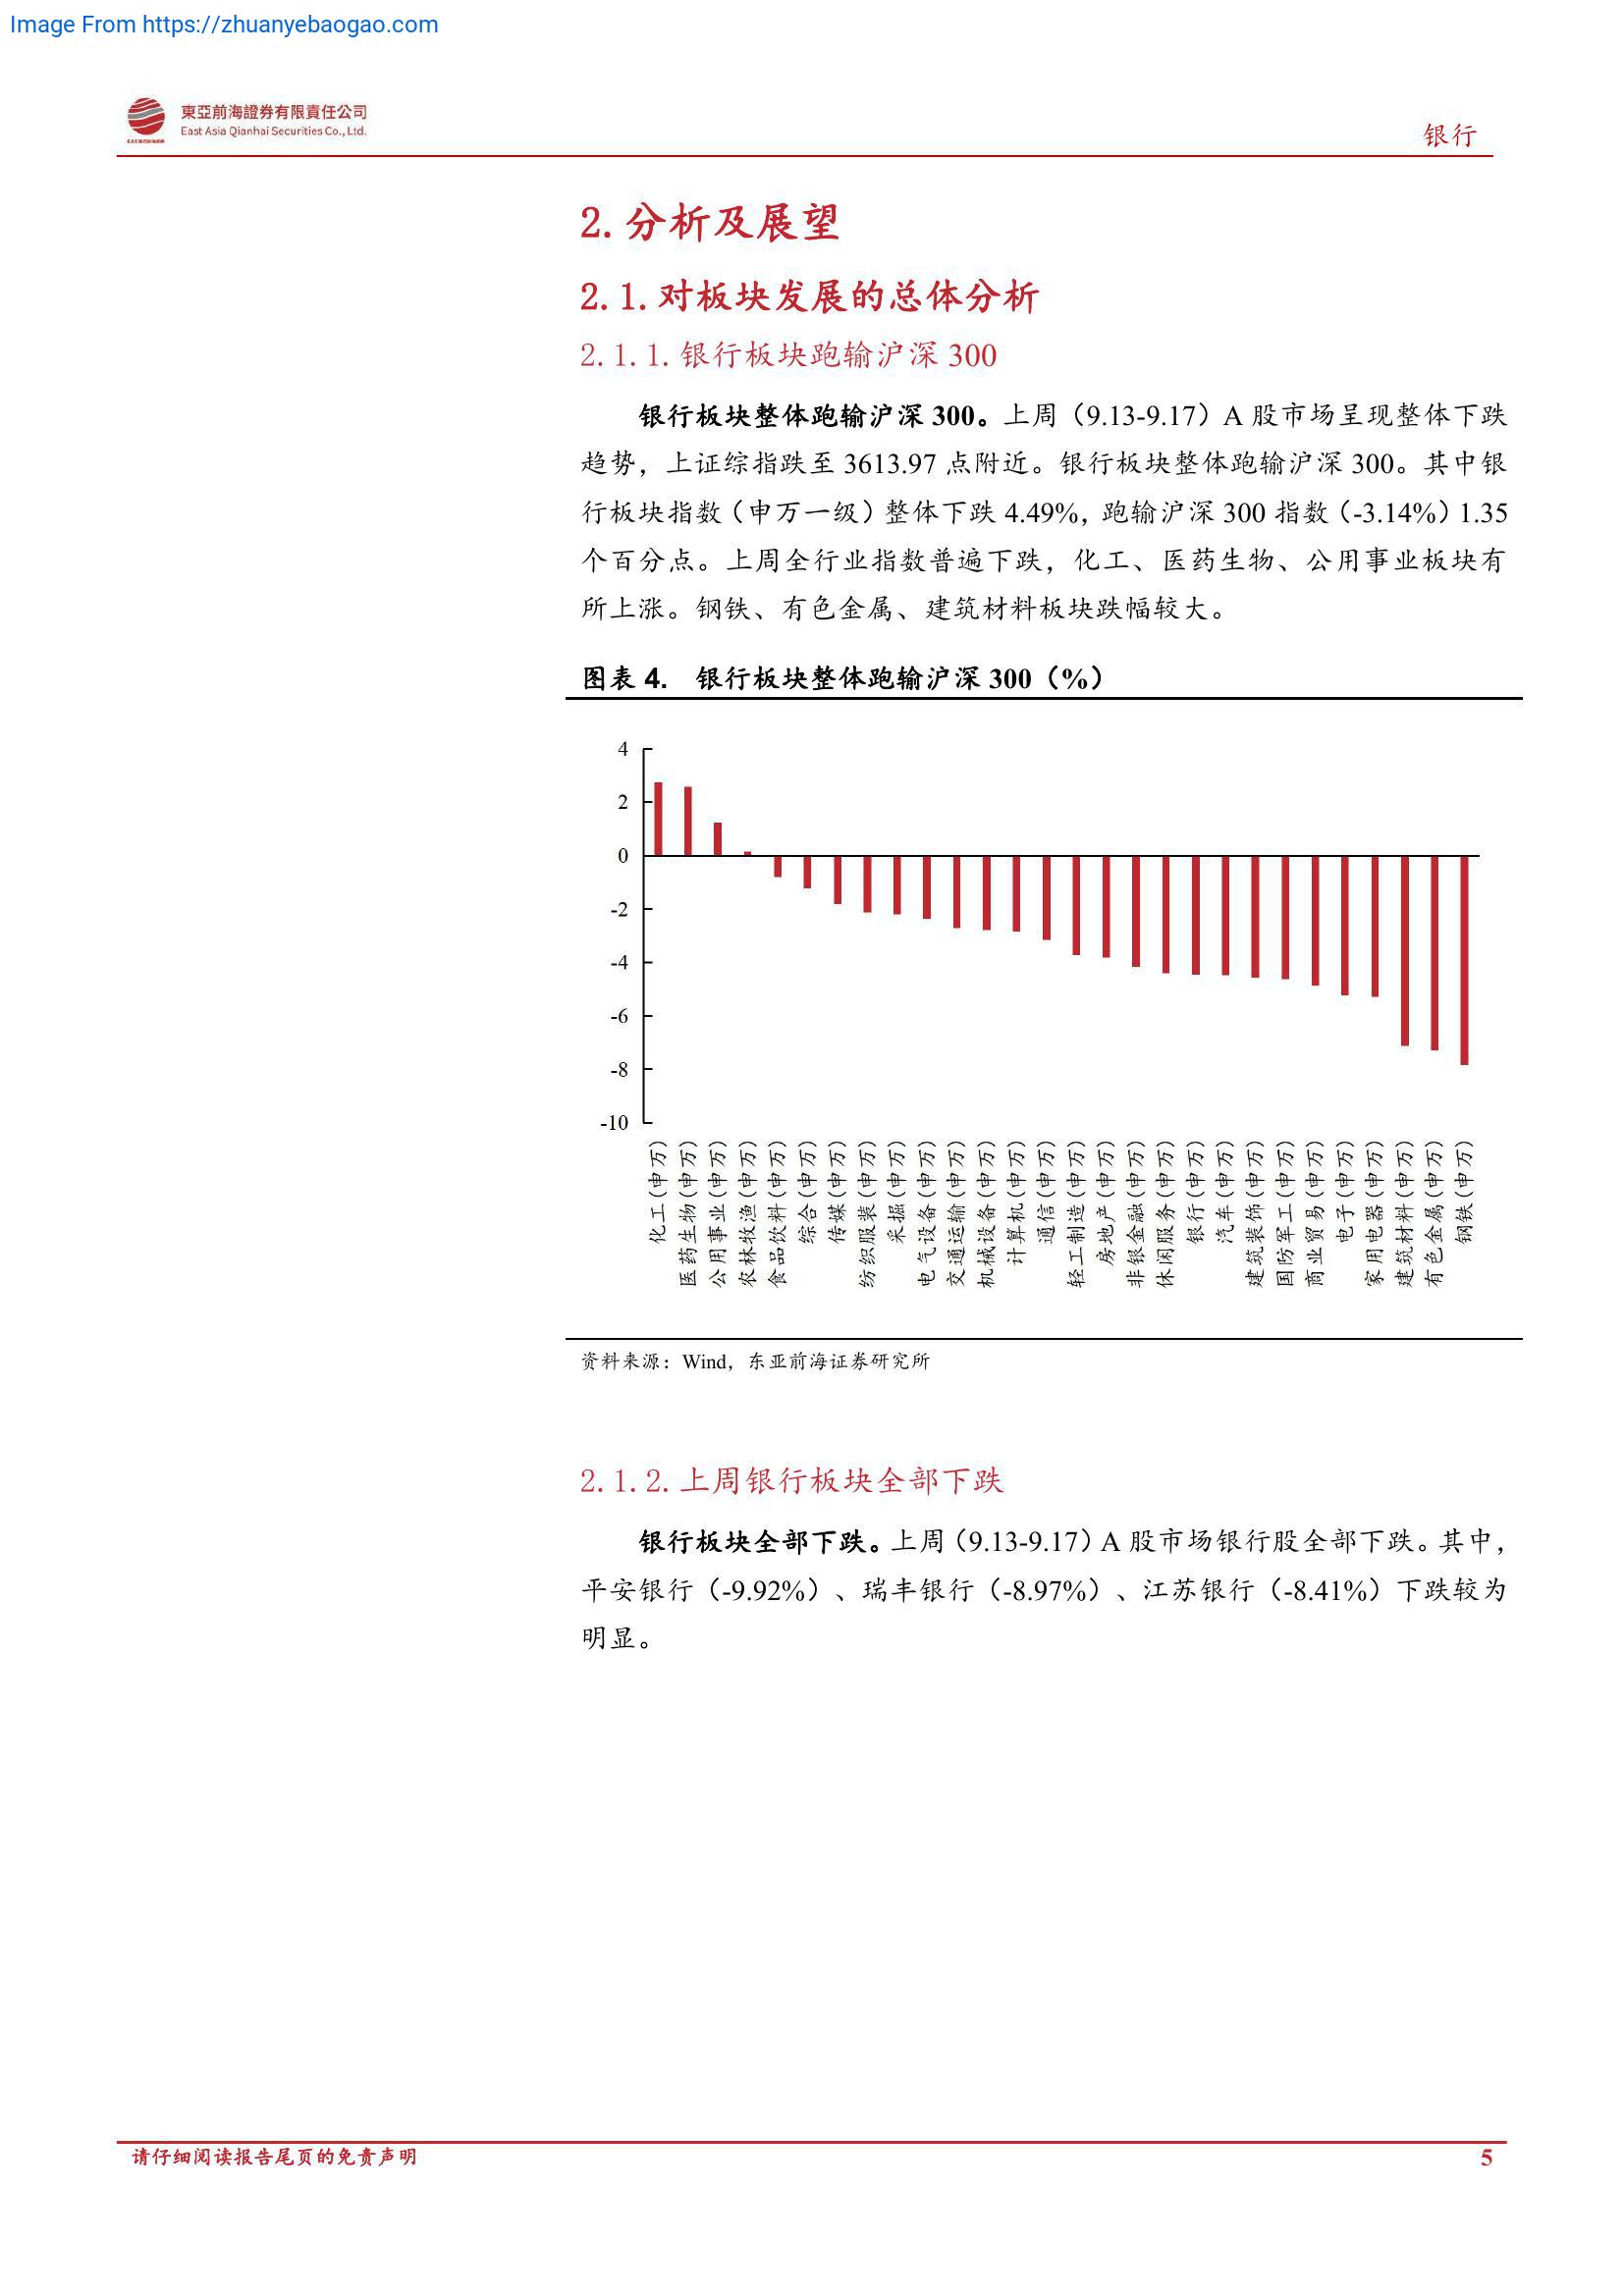 Image From https://zhuanyebaogao.com
東亞前海證券有限責任公司
East Asia Qianhai Securities Co., Ltd.
银行
2. 分析及展望
2.1. 对板块发展的总体分析
2.1.1. 银行板块跑输沪深 300
银行板块整体跑输沪深 300。上周（9.13-9.17）A 股市场呈现整体下跌
趋势，上证综指跌至 3613.97 点附近。银行板块整体跑输沪深 300。其中银
行板块指数（申万一级）整体下跌 4.49%，跑输沪深 300 指数（-3.14%）1.35
个百分点。上周全行业指数普遍下跌，化工、医药生物、公用事业板块有
所上涨。钢铁、有色金属、建筑材料板块跌幅较大。
图表 4. 银行板块整体跑输沪深 300（%）
4
2
0
-2
-4
-6
-8
-10
化工(申万)
医药生物(申万)
公用事业(申万)
农林牧渔(申万)
食品饮料(申万)
综合(申万)
传媒(申万)
纺织服装(申万)
采掘(申万)
电气设备(申万)
交通运输(申万)
机械设备(申万)
计算机(申万)
通信(申万)
轻工制造(申万)
房地产(申万)
非银金融(申万)
休闲服务(申万)
银行(申万)
汽车(申万)
建筑装饰(申万)
国防军工(申万)
商业贸易(申万)
电子(申万)
家用电器(申万)
建筑材料(申万)
有色金属(申万)
钢铁(申万)
资料来源：Wind，东亚前海证券研究所
2.1.2. 上周银行板块全部下跌
银行板块全部下跌。上周（9.13-9.17）A 股市场银行股全部下跌。其中，
平安银行（-9.92%）、瑞丰银行（-8.97%）、江苏银行（-8.41%）下跌较为
明显。
请仔细阅读报告尾页的免责声明
5